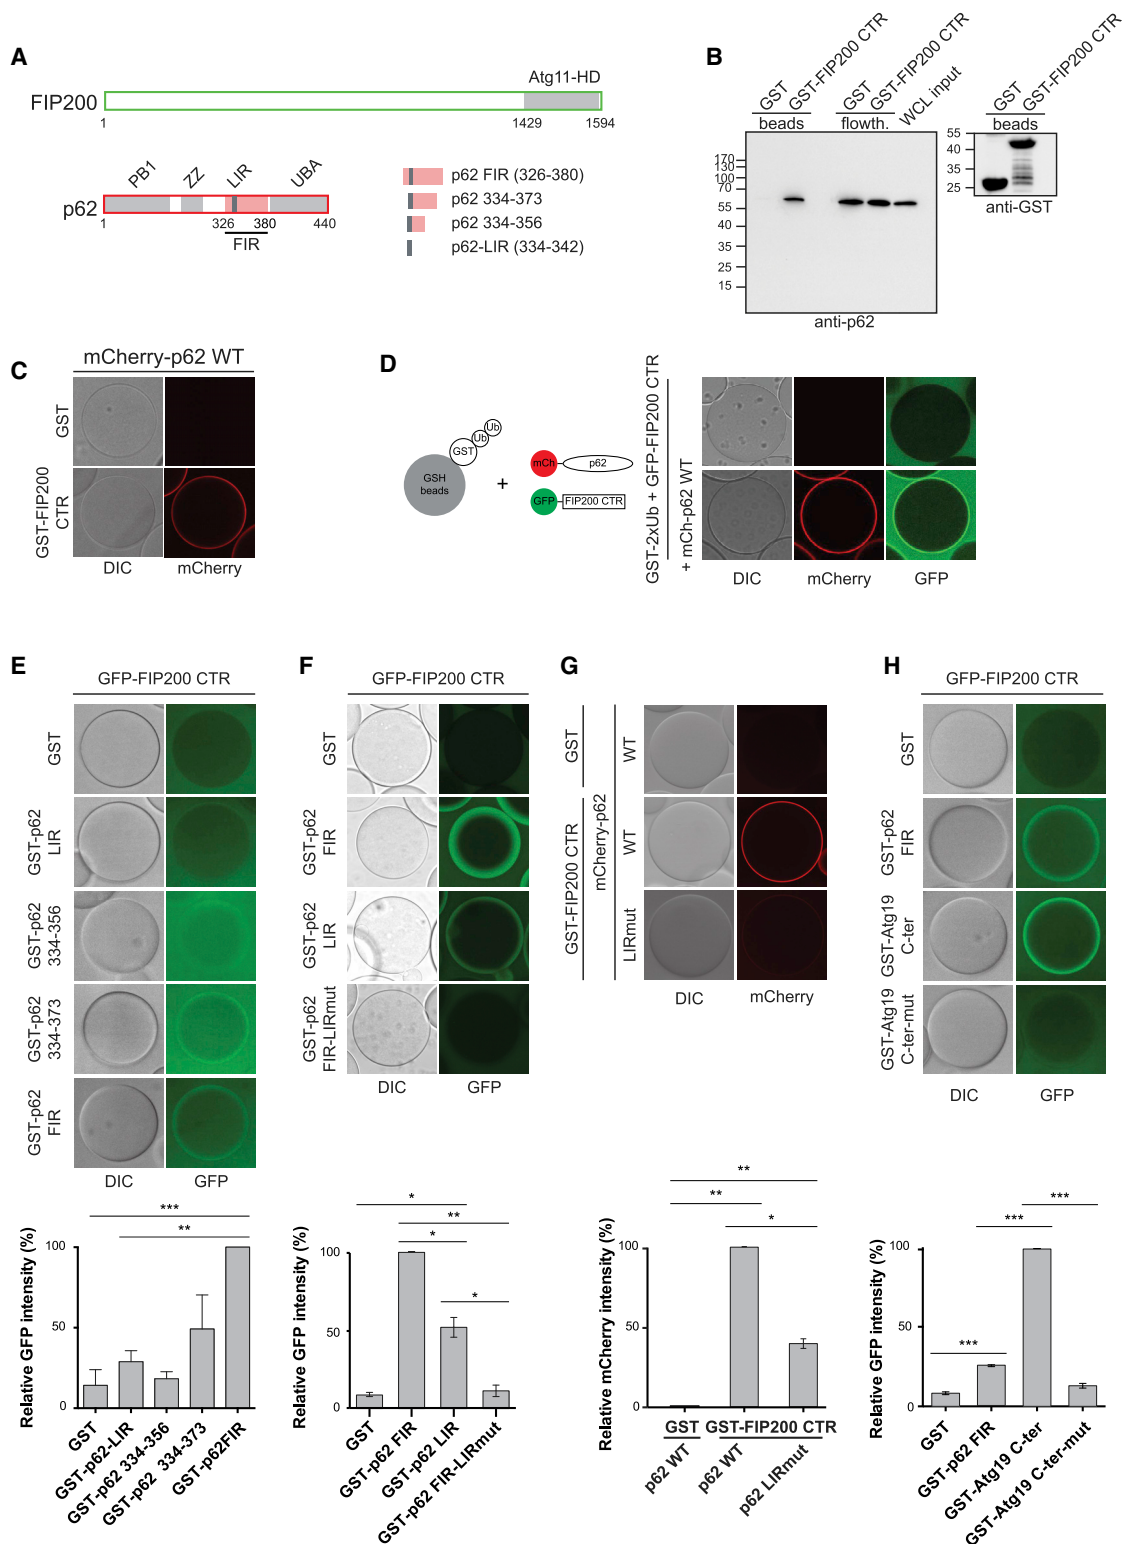 A
Atg11-HD
FIP200
1
1429
1594
PB1
ZZ
LIR
UBA
p62
1
326
380
440
FIR
p62 FIR (326-380)
p62 334-373
p62 334-356
p62-LIR (334-342)
B
GST
GST-FIP200 CTR
GST
GST-FIP200 CTR
WCL input
beads
flowth.
170
130
100
70
55
40
35
25
15
anti-p62
GST
GST-FIP200 CTR
beads
55
40
35
25
anti-GST
C
mCherry-p62 WT
GST
GST-FIP200
CTR
DIC
mCherry
D
GSH
beads
GST
Ub
Ub
+
mCh
p62
GFP
FIP200 CTR
GST-2xUb + GFP-FIP200 CTR
+ mCh-p62 WT
DIC
mCherry
GFP
E
GFP-FIP200 CTR
GST
GST-p62
LIR
GST-p62
334-356
GST-p62
334-373
GST-p62
FIR
DIC
GFP
***
**
Relative GFP intensity (%)
100
50
0
GST
GST-p62-LIR
GST-p62 334-356
GST-p62 334-373
GST-p62FIR
F
GFP-FIP200 CTR
GST
GST-p62
FIR
GST-p62
LIR
GST-p62
FIR-LIRmut
DIC
GFP
*
**
*
*
Relative GFP intensity (%)
100
50
0
GST
GST-p62 FIR
GST-p62 LIR
GST-p62 FIR-LIRmut
G
GST
GST-FIP200 CTR
mCherry-p62
WT
WT
LIRmut
DIC
mCherry
**
**
*
Relative mCherry intensity (%)
100
50
0
GST
GST-FIP200 CTR
p62 WT
p62 WT
p62 LIRmut
H
GFP-FIP200 CTR
GST
GST-p62
FIR
GST-Atg19
C-ter
GST-Atg19
C-ter-mut
DIC
GFP
***
***
***
Relative GFP intensity (%)
100
50
0
GST
GST-p62 FIR
GST-Atg19 C-ter
GST-Atg19 C-ter-mut